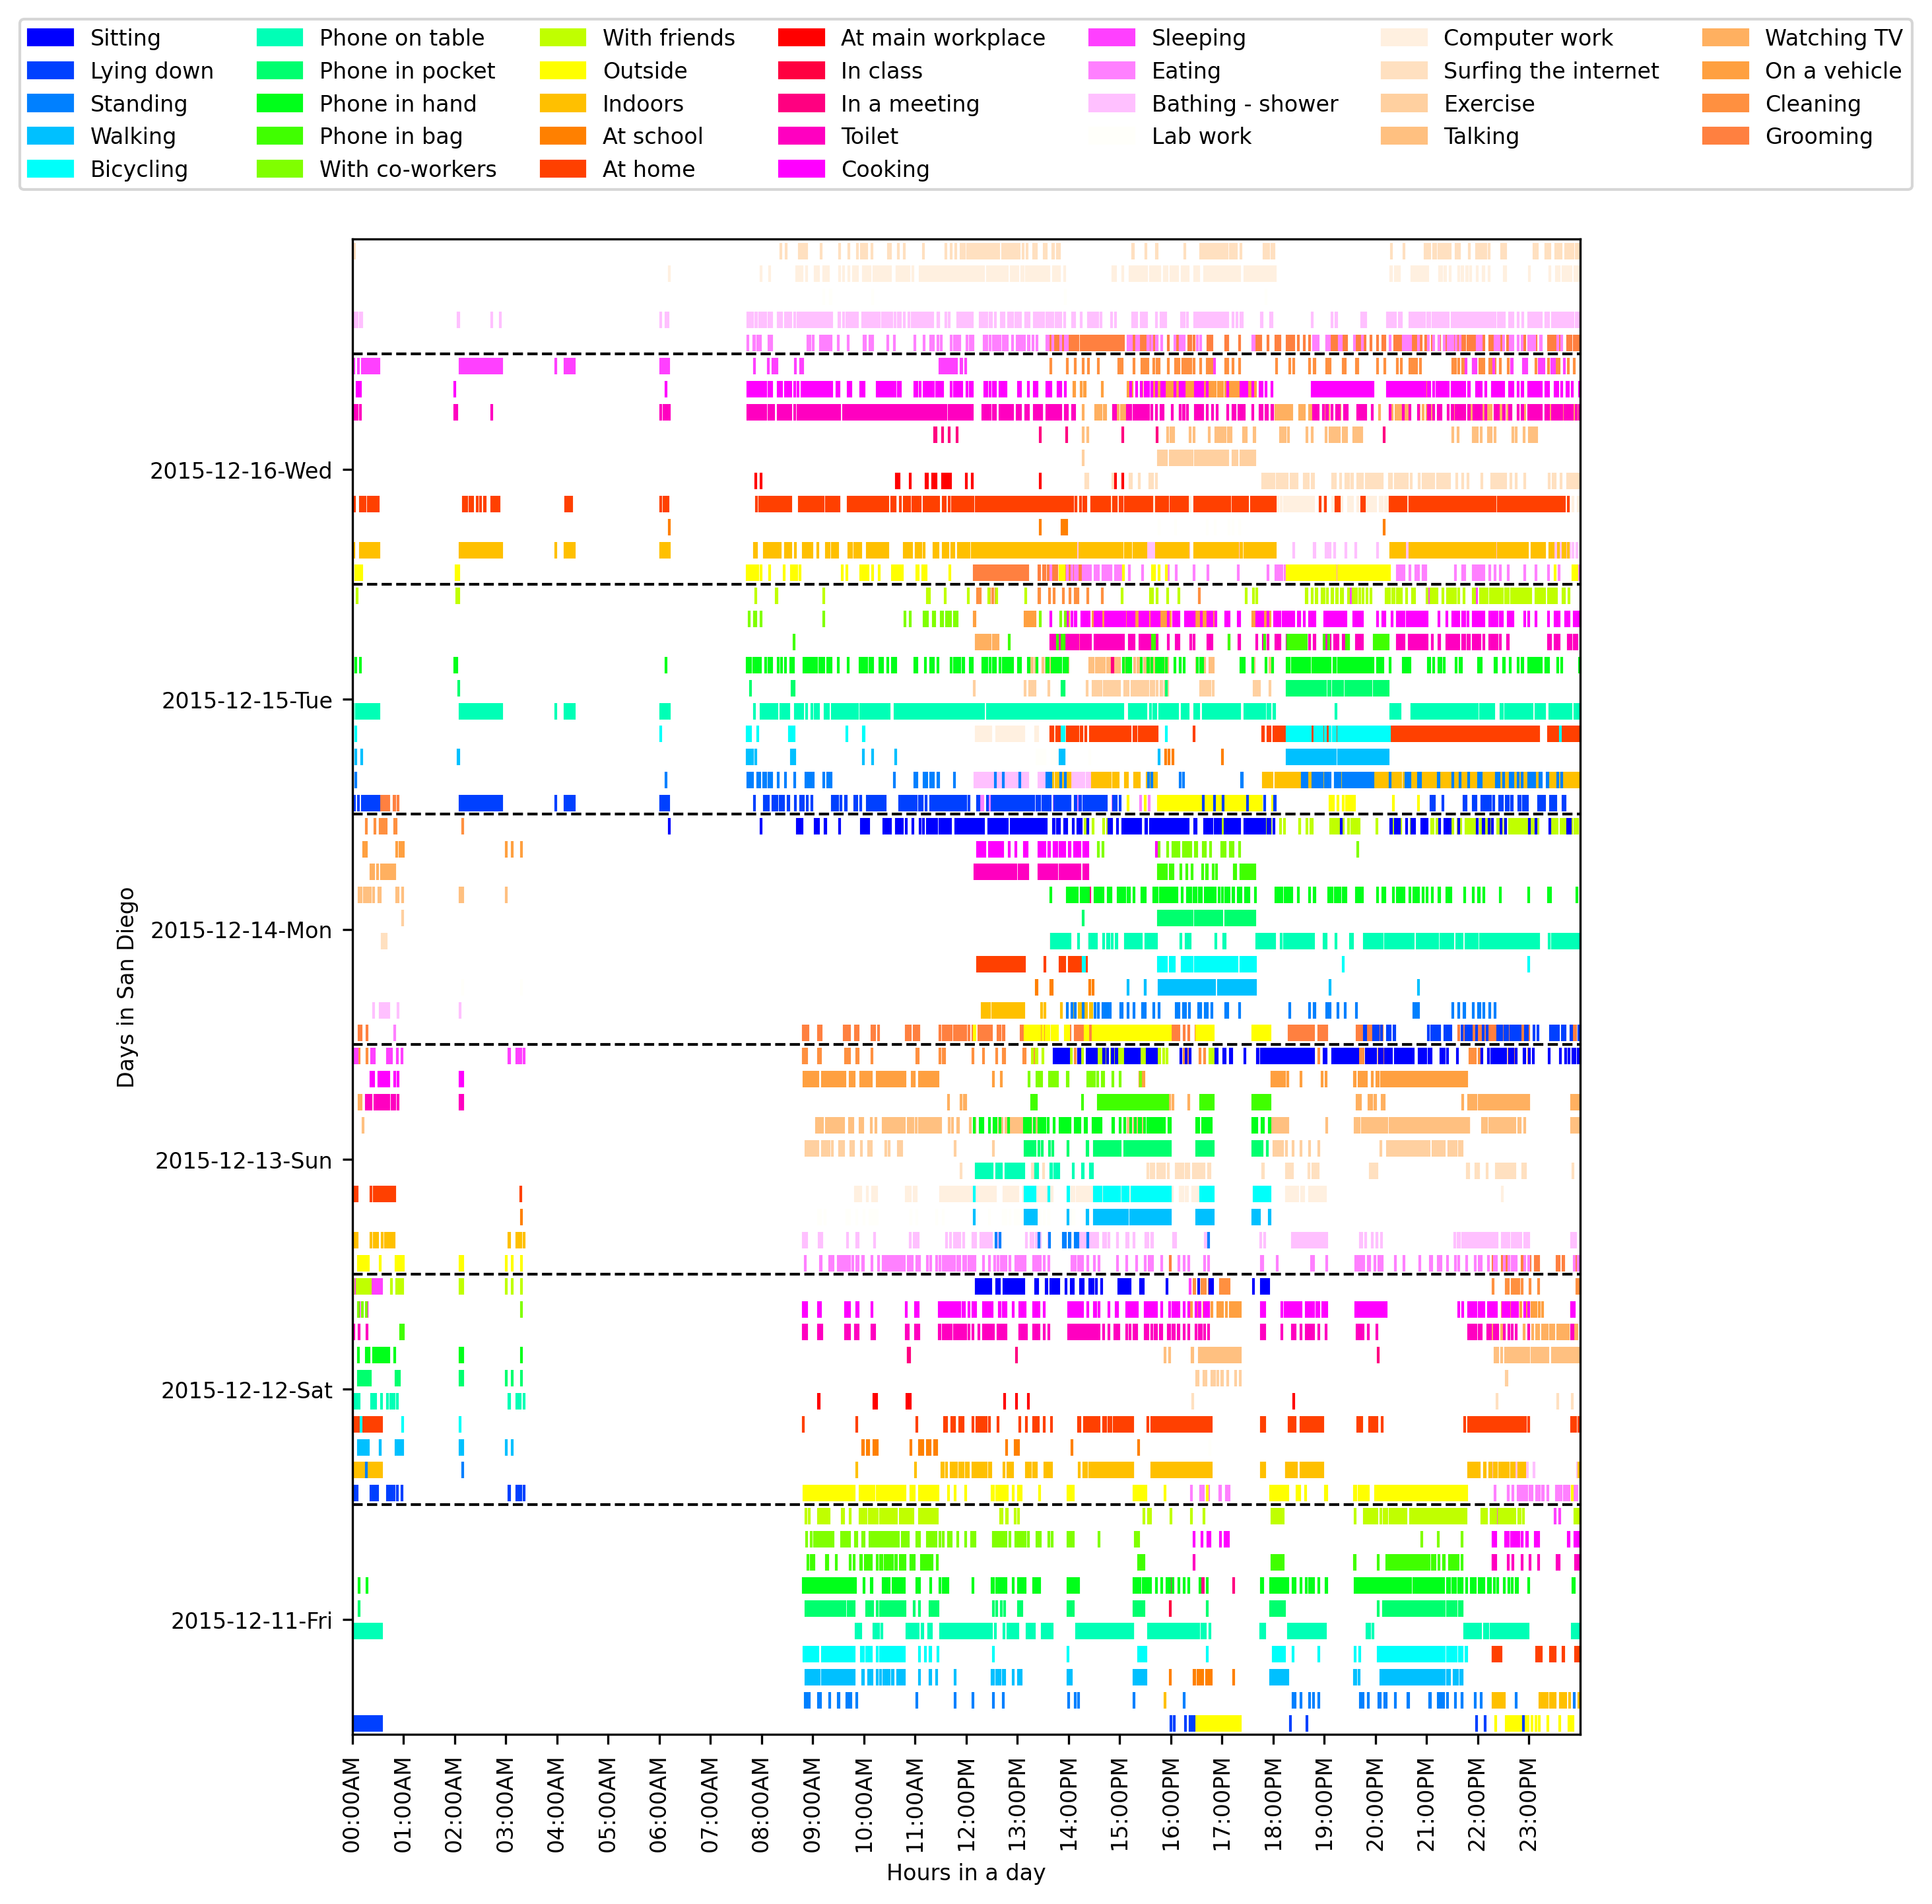 Sitting
Lying down
Standing
Walking
Bicycling
Phone on table
Phone in pocket
Phone in hand
Phone in bag
With co-workers
With friends
Outside
Indoors
At school
At home
At main workplace
In class
In a meeting
Toilet
Cooking
Sleeping
Eating
Bathing - shower
Lab work
Computer work
Surfing the internet
Exercise
Talking
Watching TV
On a vehicle
Cleaning
Grooming
Days in San Diego
2015-12-16-Wed
2015-12-15-Tue
2015-12-14-Mon
2015-12-13-Sun
2015-12-12-Sat
2015-12-11-Fri
00:00AM
01:00AM
02:00AM
03:00AM
04:00AM
05:00AM
06:00AM
07:00AM
08:00AM
09:00AM
10:00AM
11:00AM
12:00PM
13:00PM
14:00PM
15:00PM
16:00PM
17:00PM
18:00PM
19:00PM
20:00PM
21:00PM
22:00PM
23:00PM
Hours in a day